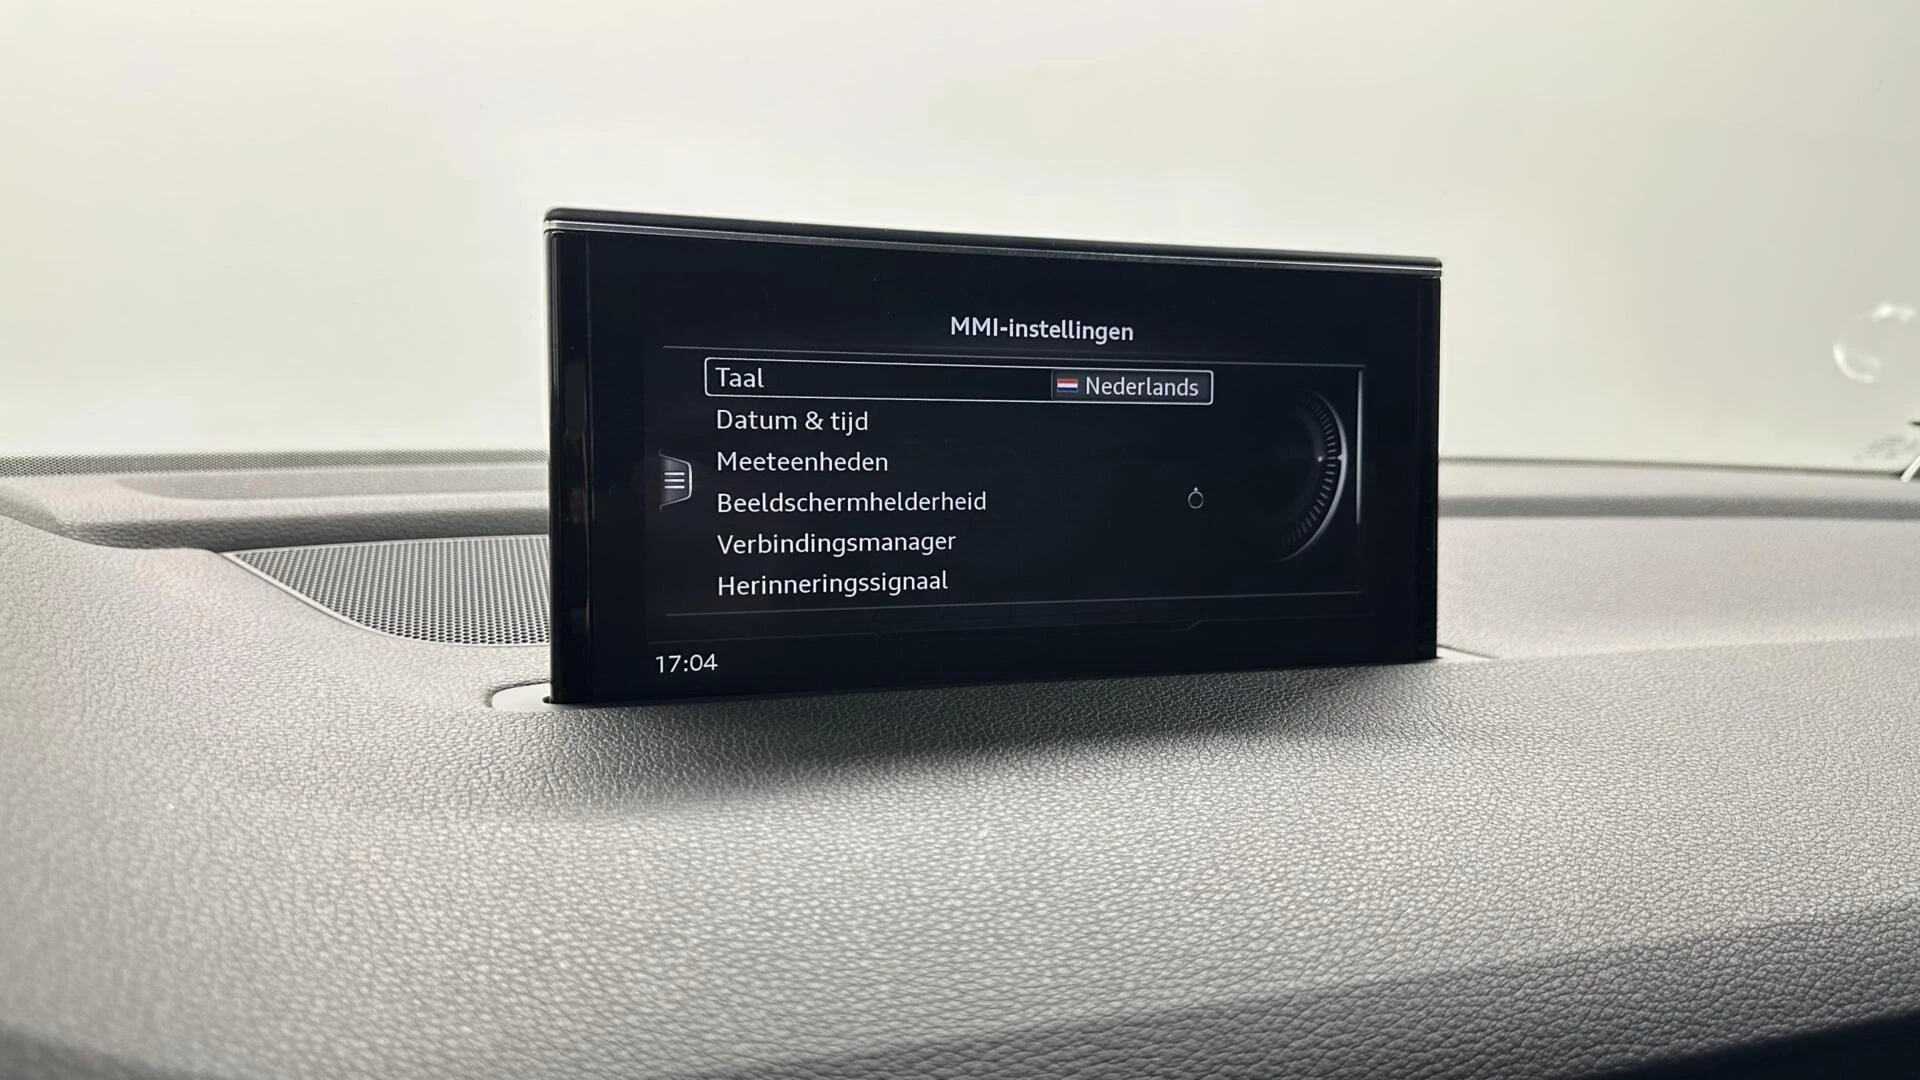 MMI-instellingen
Taal Nederlands
Datum & tijd
Meeteenheden
Beeldschermhelderheid
Verbindingsmanager
Herinneringssignaal
17:04